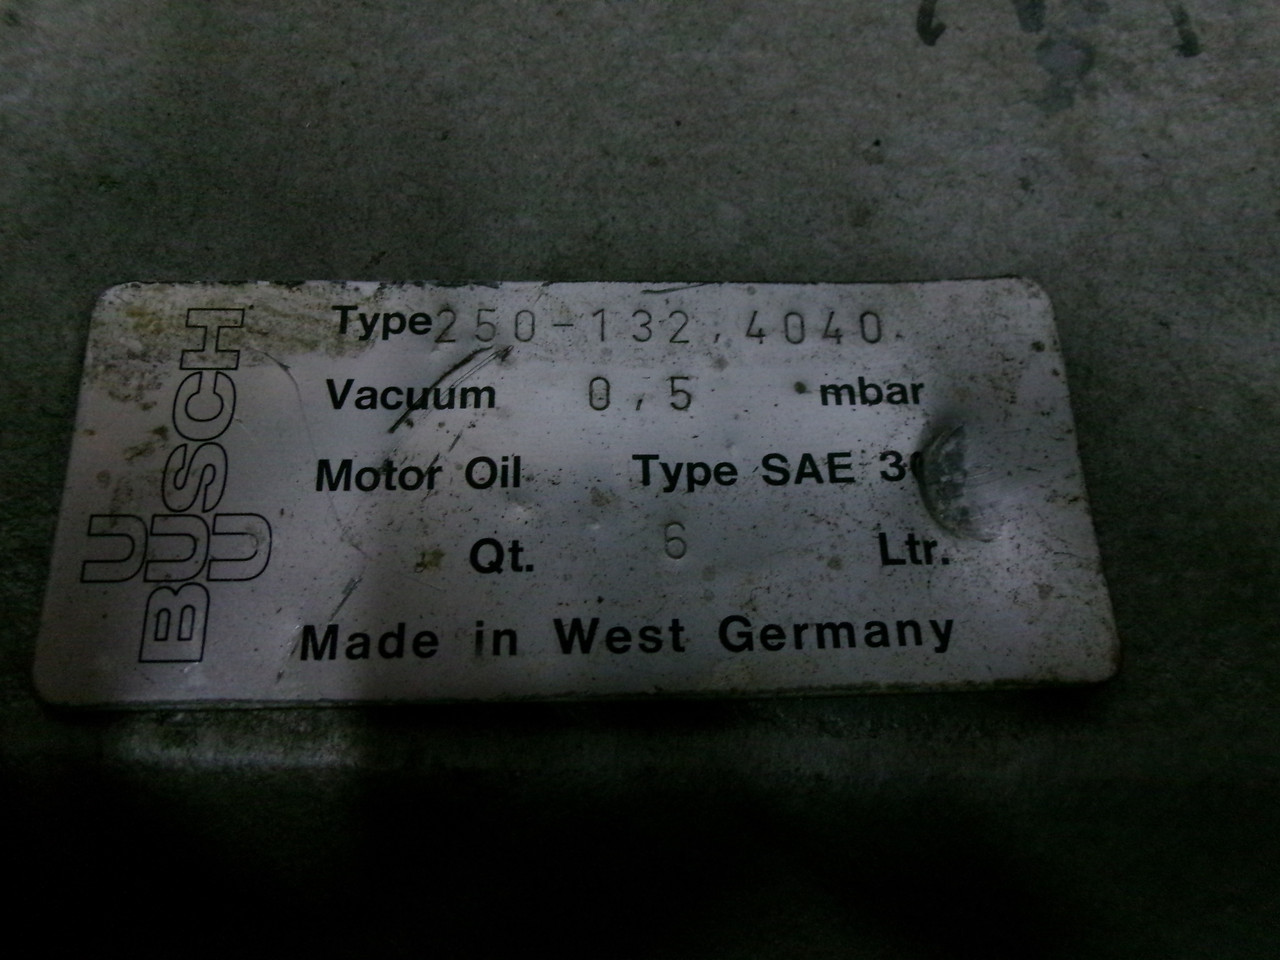 BUSCH
U U
Type 250-132.4040.
Vacuum 0,5 mbar
Motor Oil Type SAE
Qt. 6 Ltr.
Made in West Germany